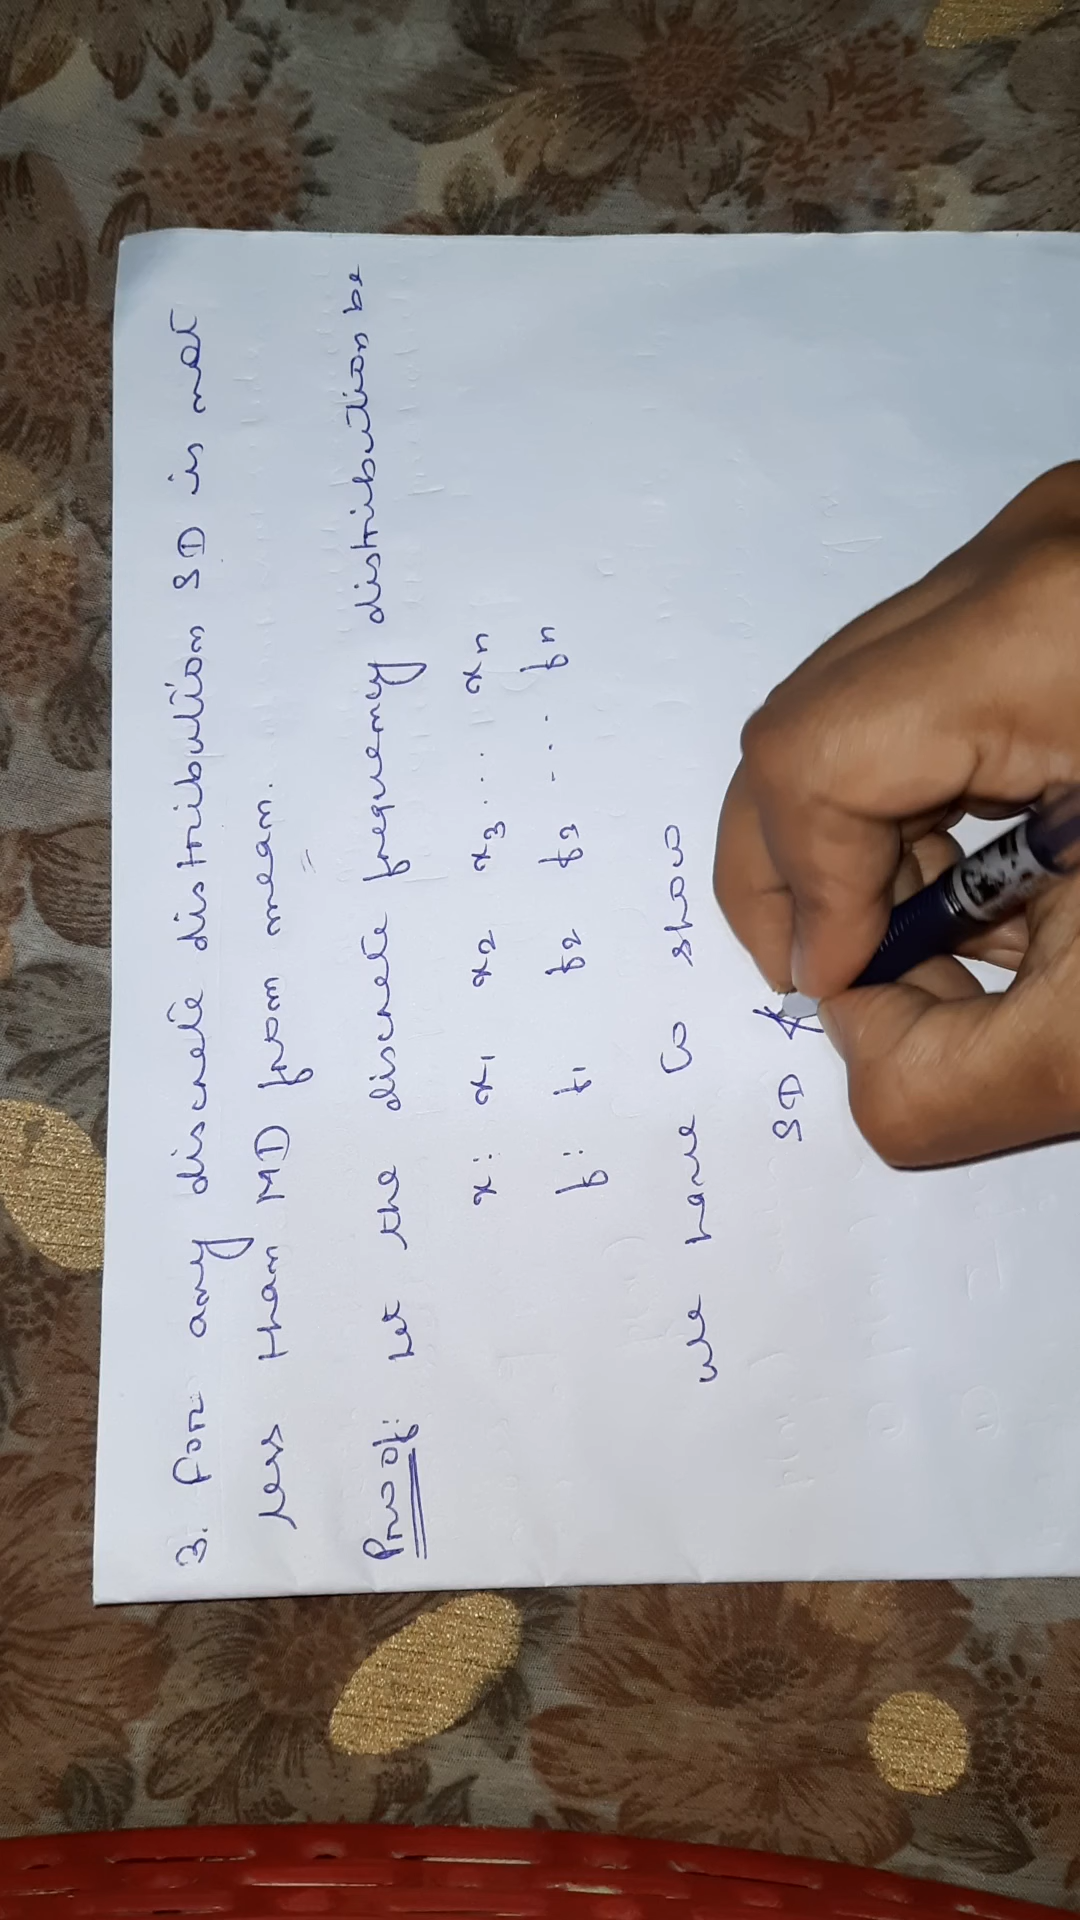 3. For any discrete distribution SD is not
less than MD from mean.
Proof: Let the discrete frequency distribution be
x: x1 x2 x3 ... xn
f: f1 f2 f3 .... fn
we have to show
SD ≮